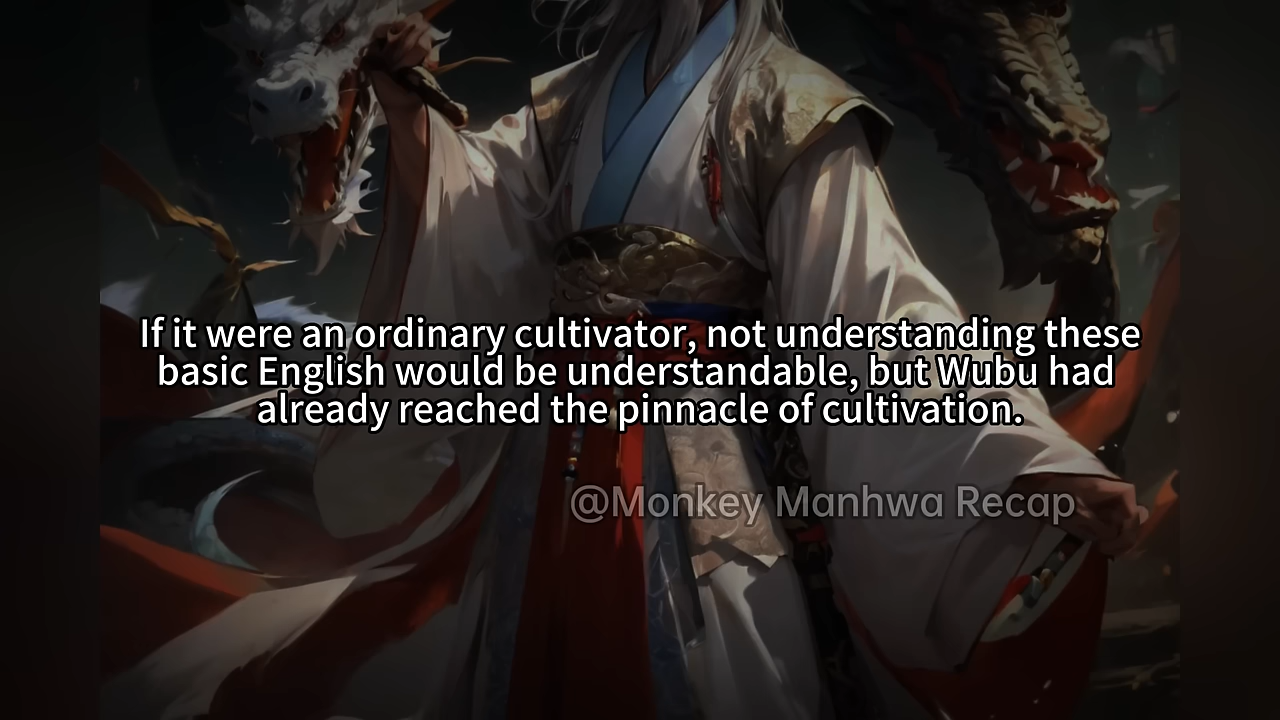 If it were an ordinary cultivator, not understanding these
basic English would be understandable, but Wubu had
already reached the pinnacle of cultivation.
@Monkey Manhwa Recap